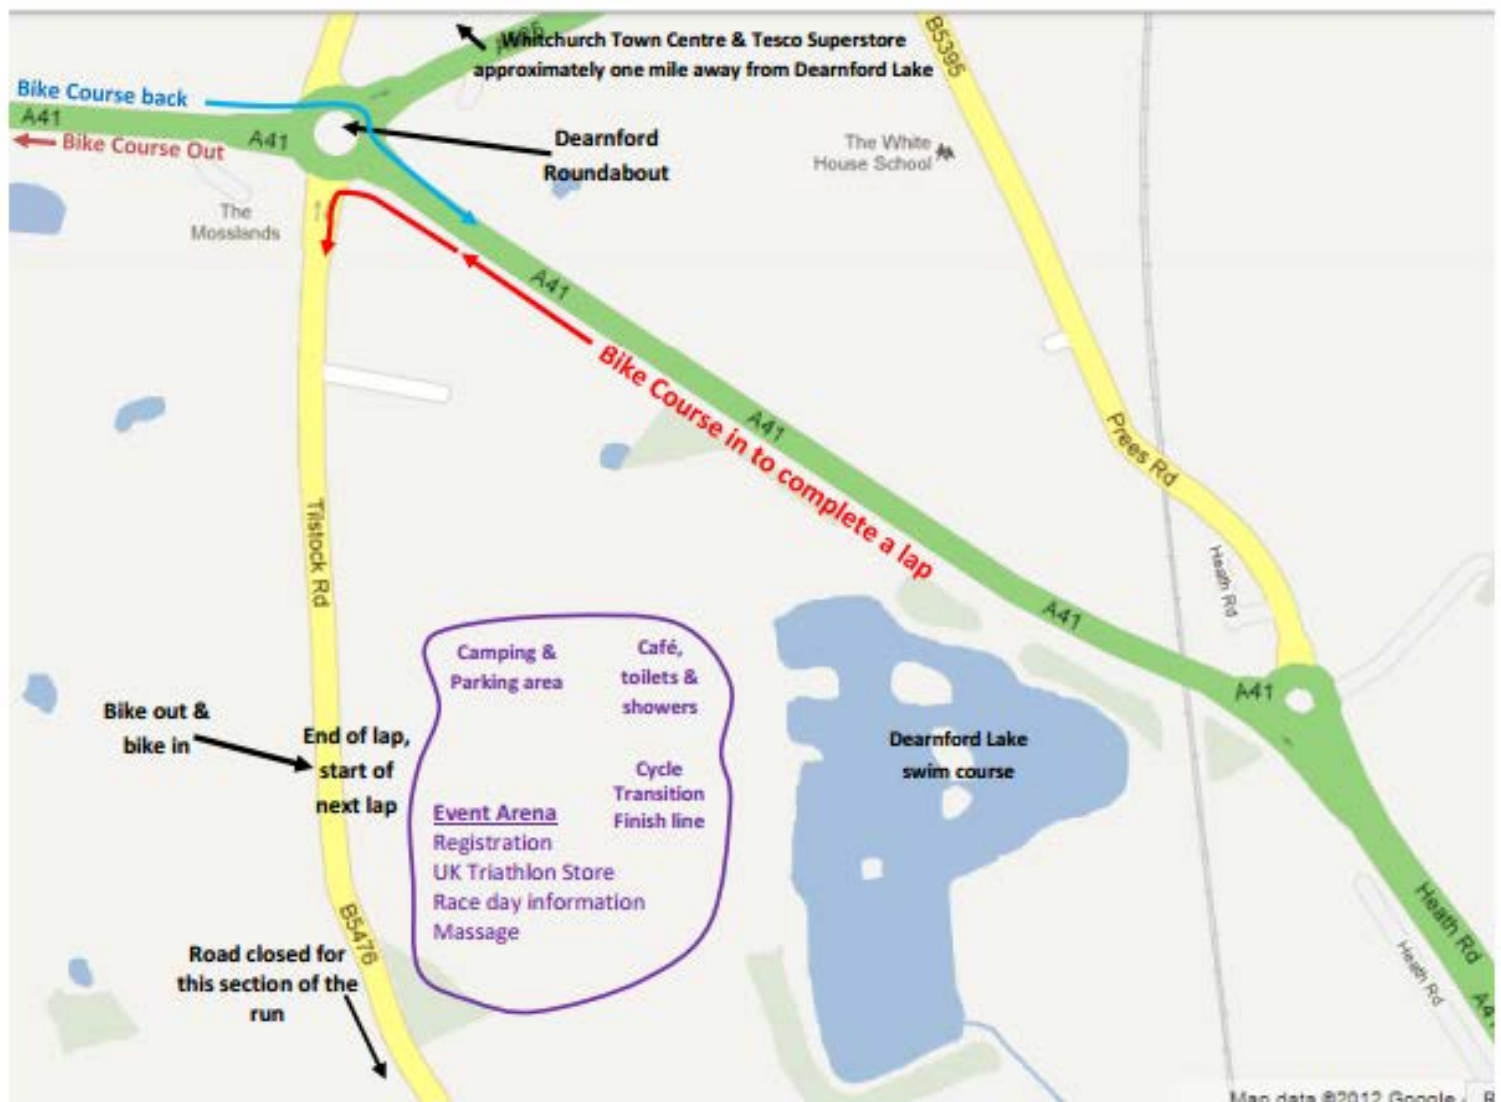 Whitchurch Town Centre & Tesco Superstore
approximately one mile away from Dearnford Lake
B5395
Bike Course back
A41
Bike Course Out
A41
Dearnford
Roundabout
The White
House School
The
Mosslands
A41
Bike Course in to complete a lap
A41
Prees Rd
Tilstock Rd
Heath Rd
A41
Camping &
Parking area
Café,
toilets &
showers
A41
Bike out &
bike in
End of lap,
start of
next lap
Dearnford Lake
swim course
Cycle
Transition
Finish line
Event Arena
Registration
UK Triathlon Store
Race day information
Massage
B5476
Heath Rd
Heath Rd
Road closed for
this section of the
run
Map data ©2012 Google